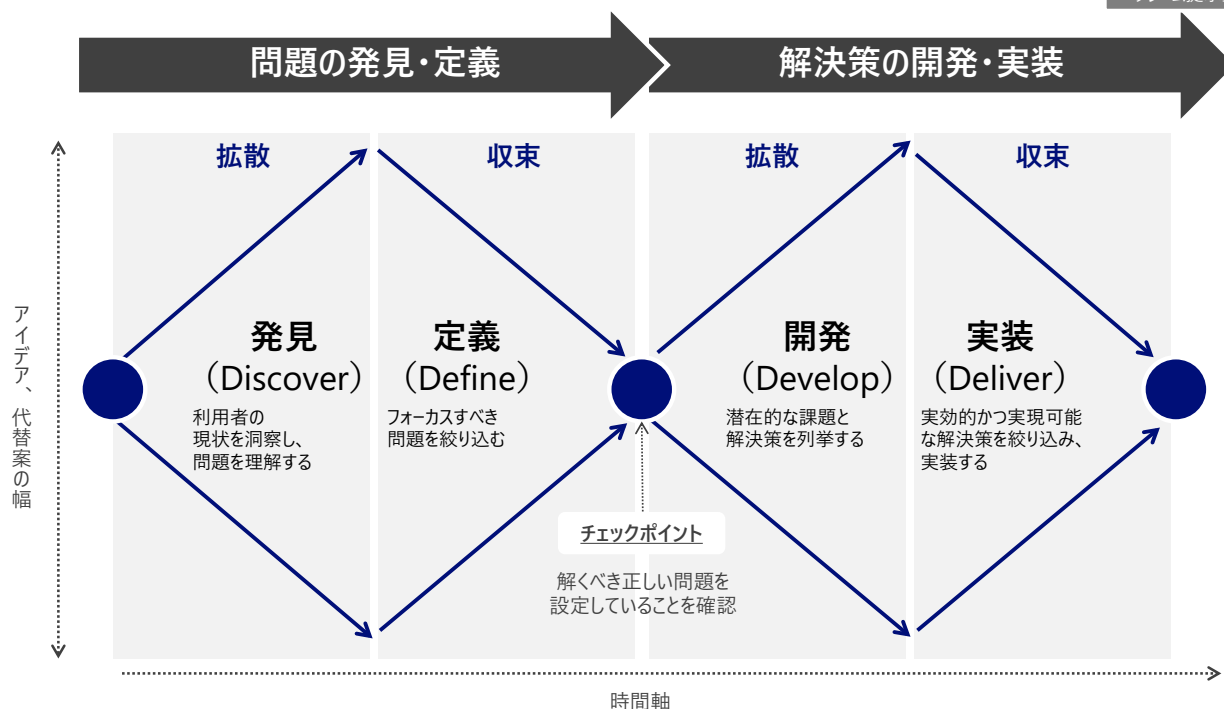 問題の発見・定義
解決策の開発・実装
拡散
収束
拡散
収束
アイデア、代替案の幅
発見
（Discover）
利用者の
現状を洞察し、
問題を理解する
定義
（Define）
フォーカスすべき
問題を絞り込む
開発
（Develop）
潜在的な課題と
解決策を列挙する
実装
（Deliver）
実効的かつ実現可能
な解決策を絞り込み、
実装する
チェックポイント
解くべき正しい問題を
設定していることを確認
時間軸